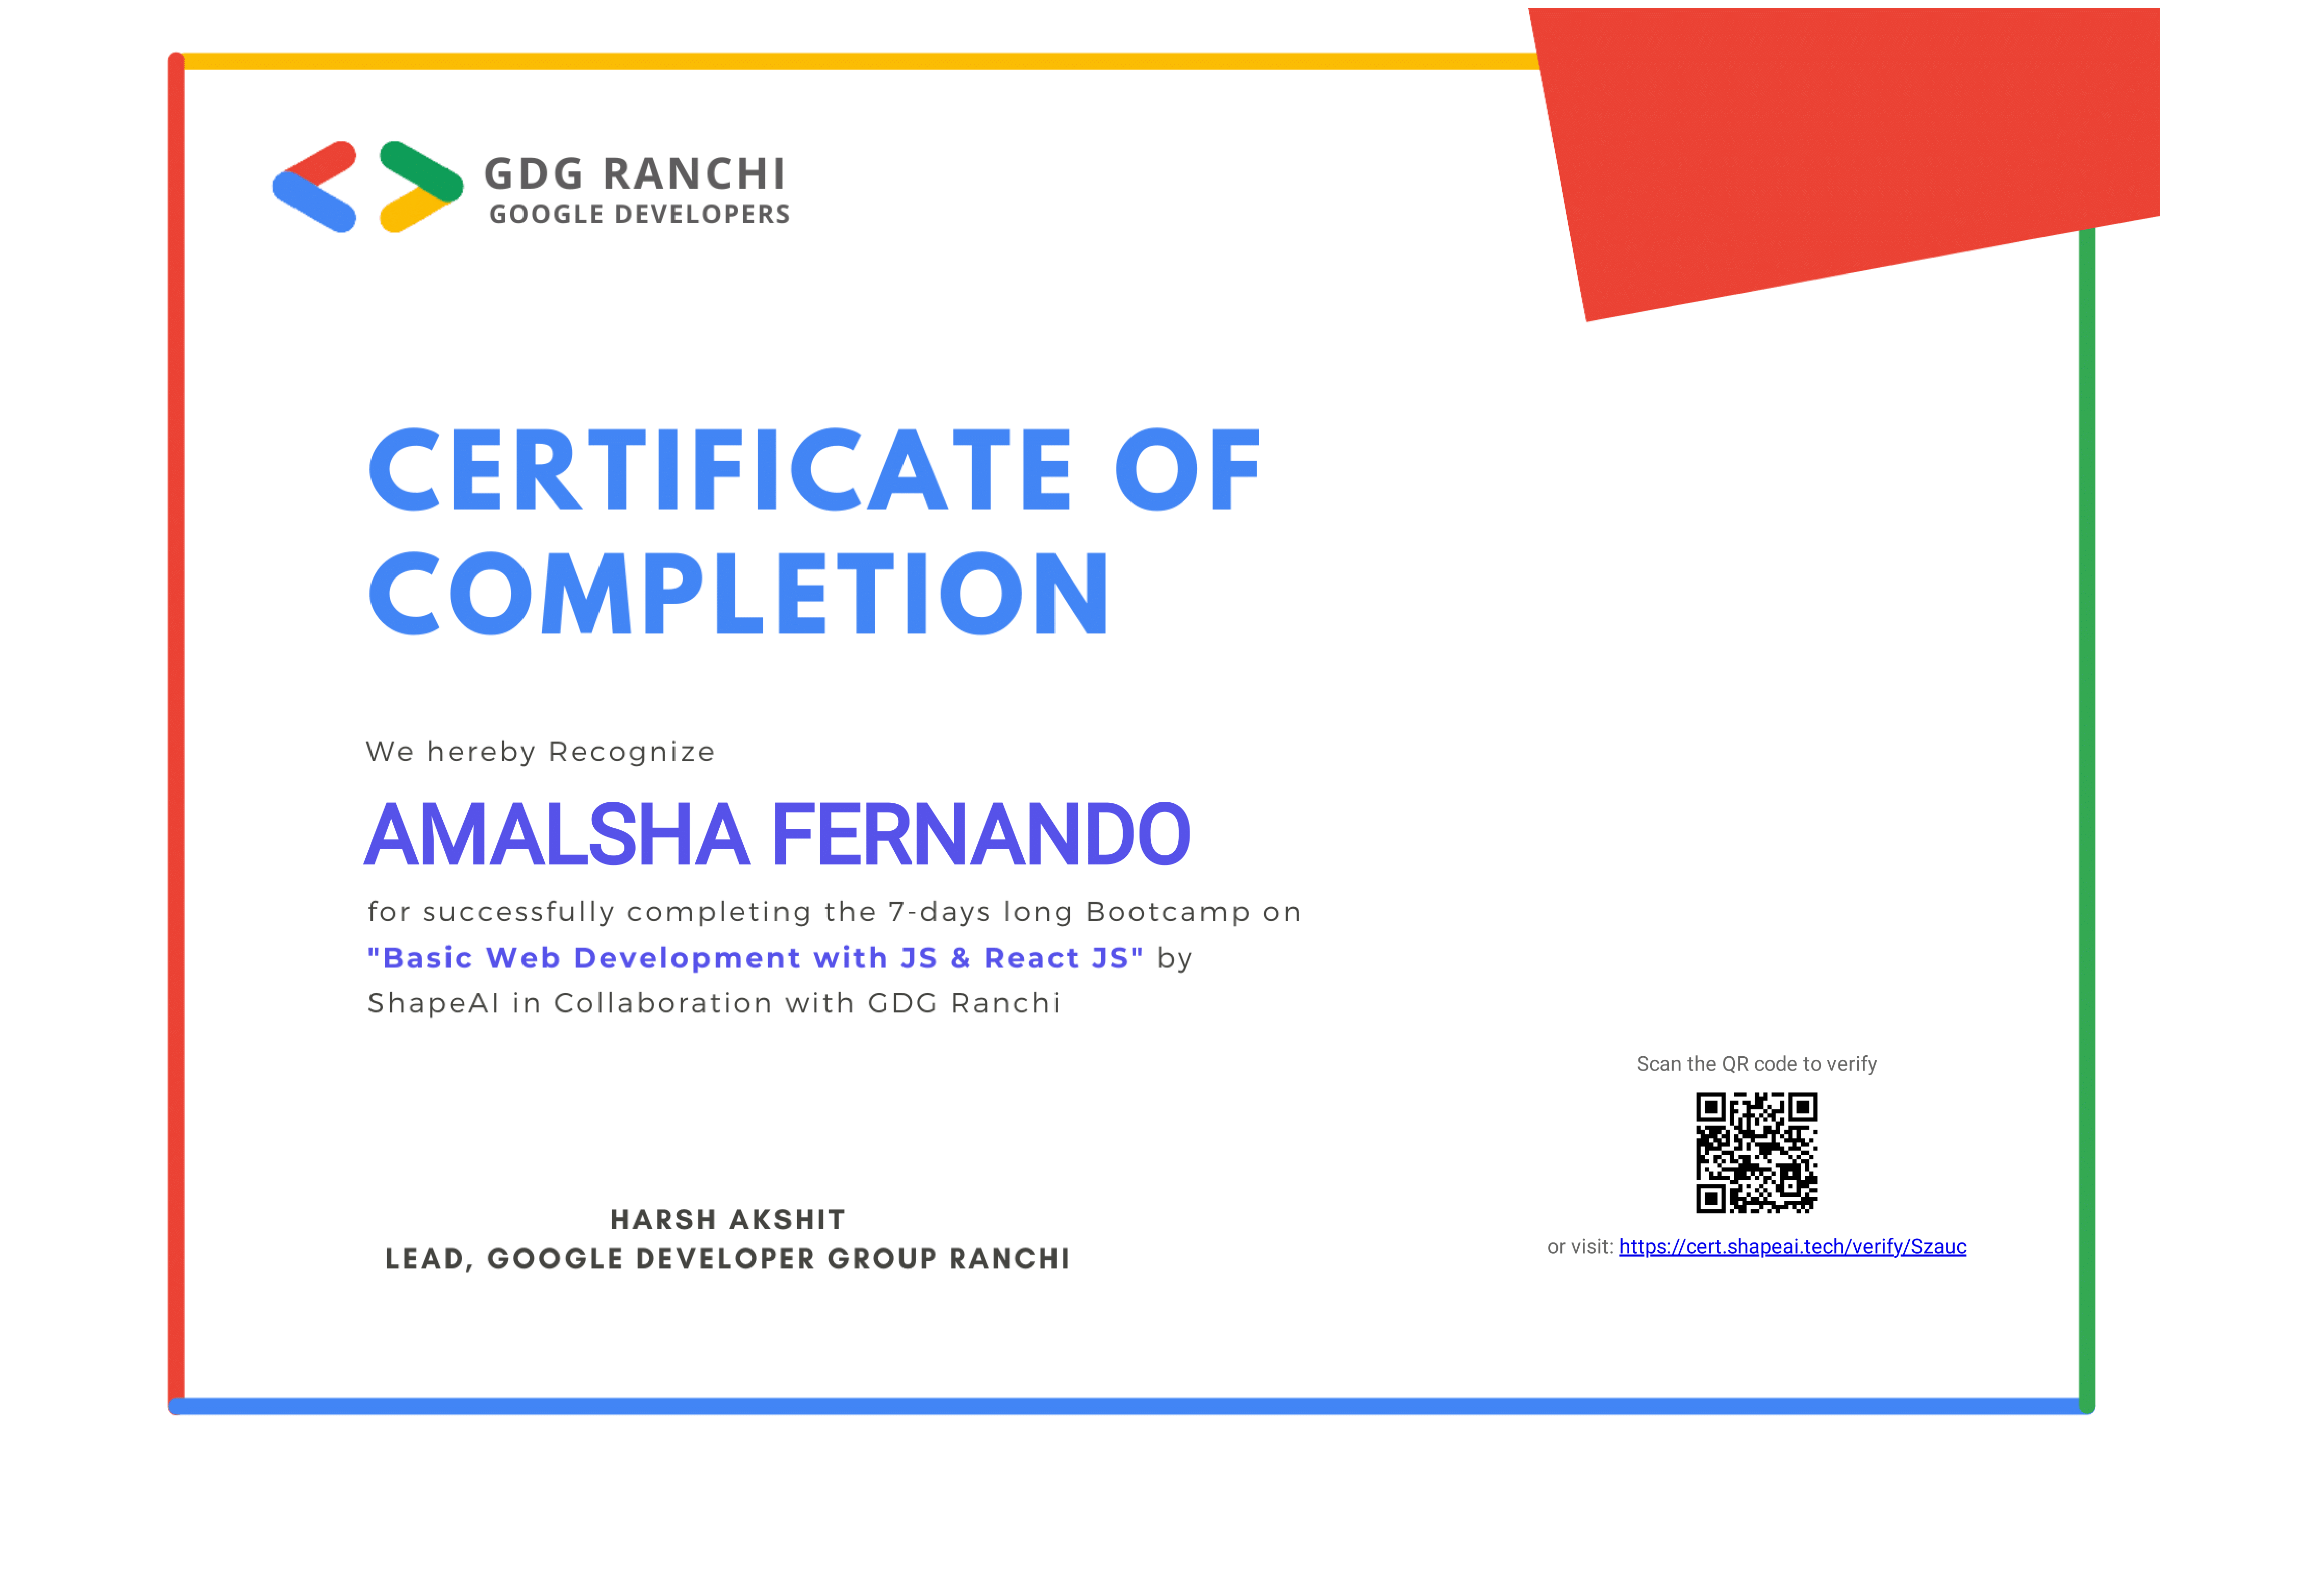 GDG RANCHI
GOOGLE DEVELOPERS
CERTIFICATE OF
COMPLETION
We hereby Recognize
AMALSHA FERNANDO
for successfully completing the 7-days long Bootcamp on
"Basic Web Development with JS & React JS" by
ShapeAI in Collaboration with GDG Ranchi
Scan the QR code to verify
or visit: https://cert.shapeai.tech/verify/Szauc
HARSH AKSHIT
LEAD, GOOGLE DEVELOPER GROUP RANCHI